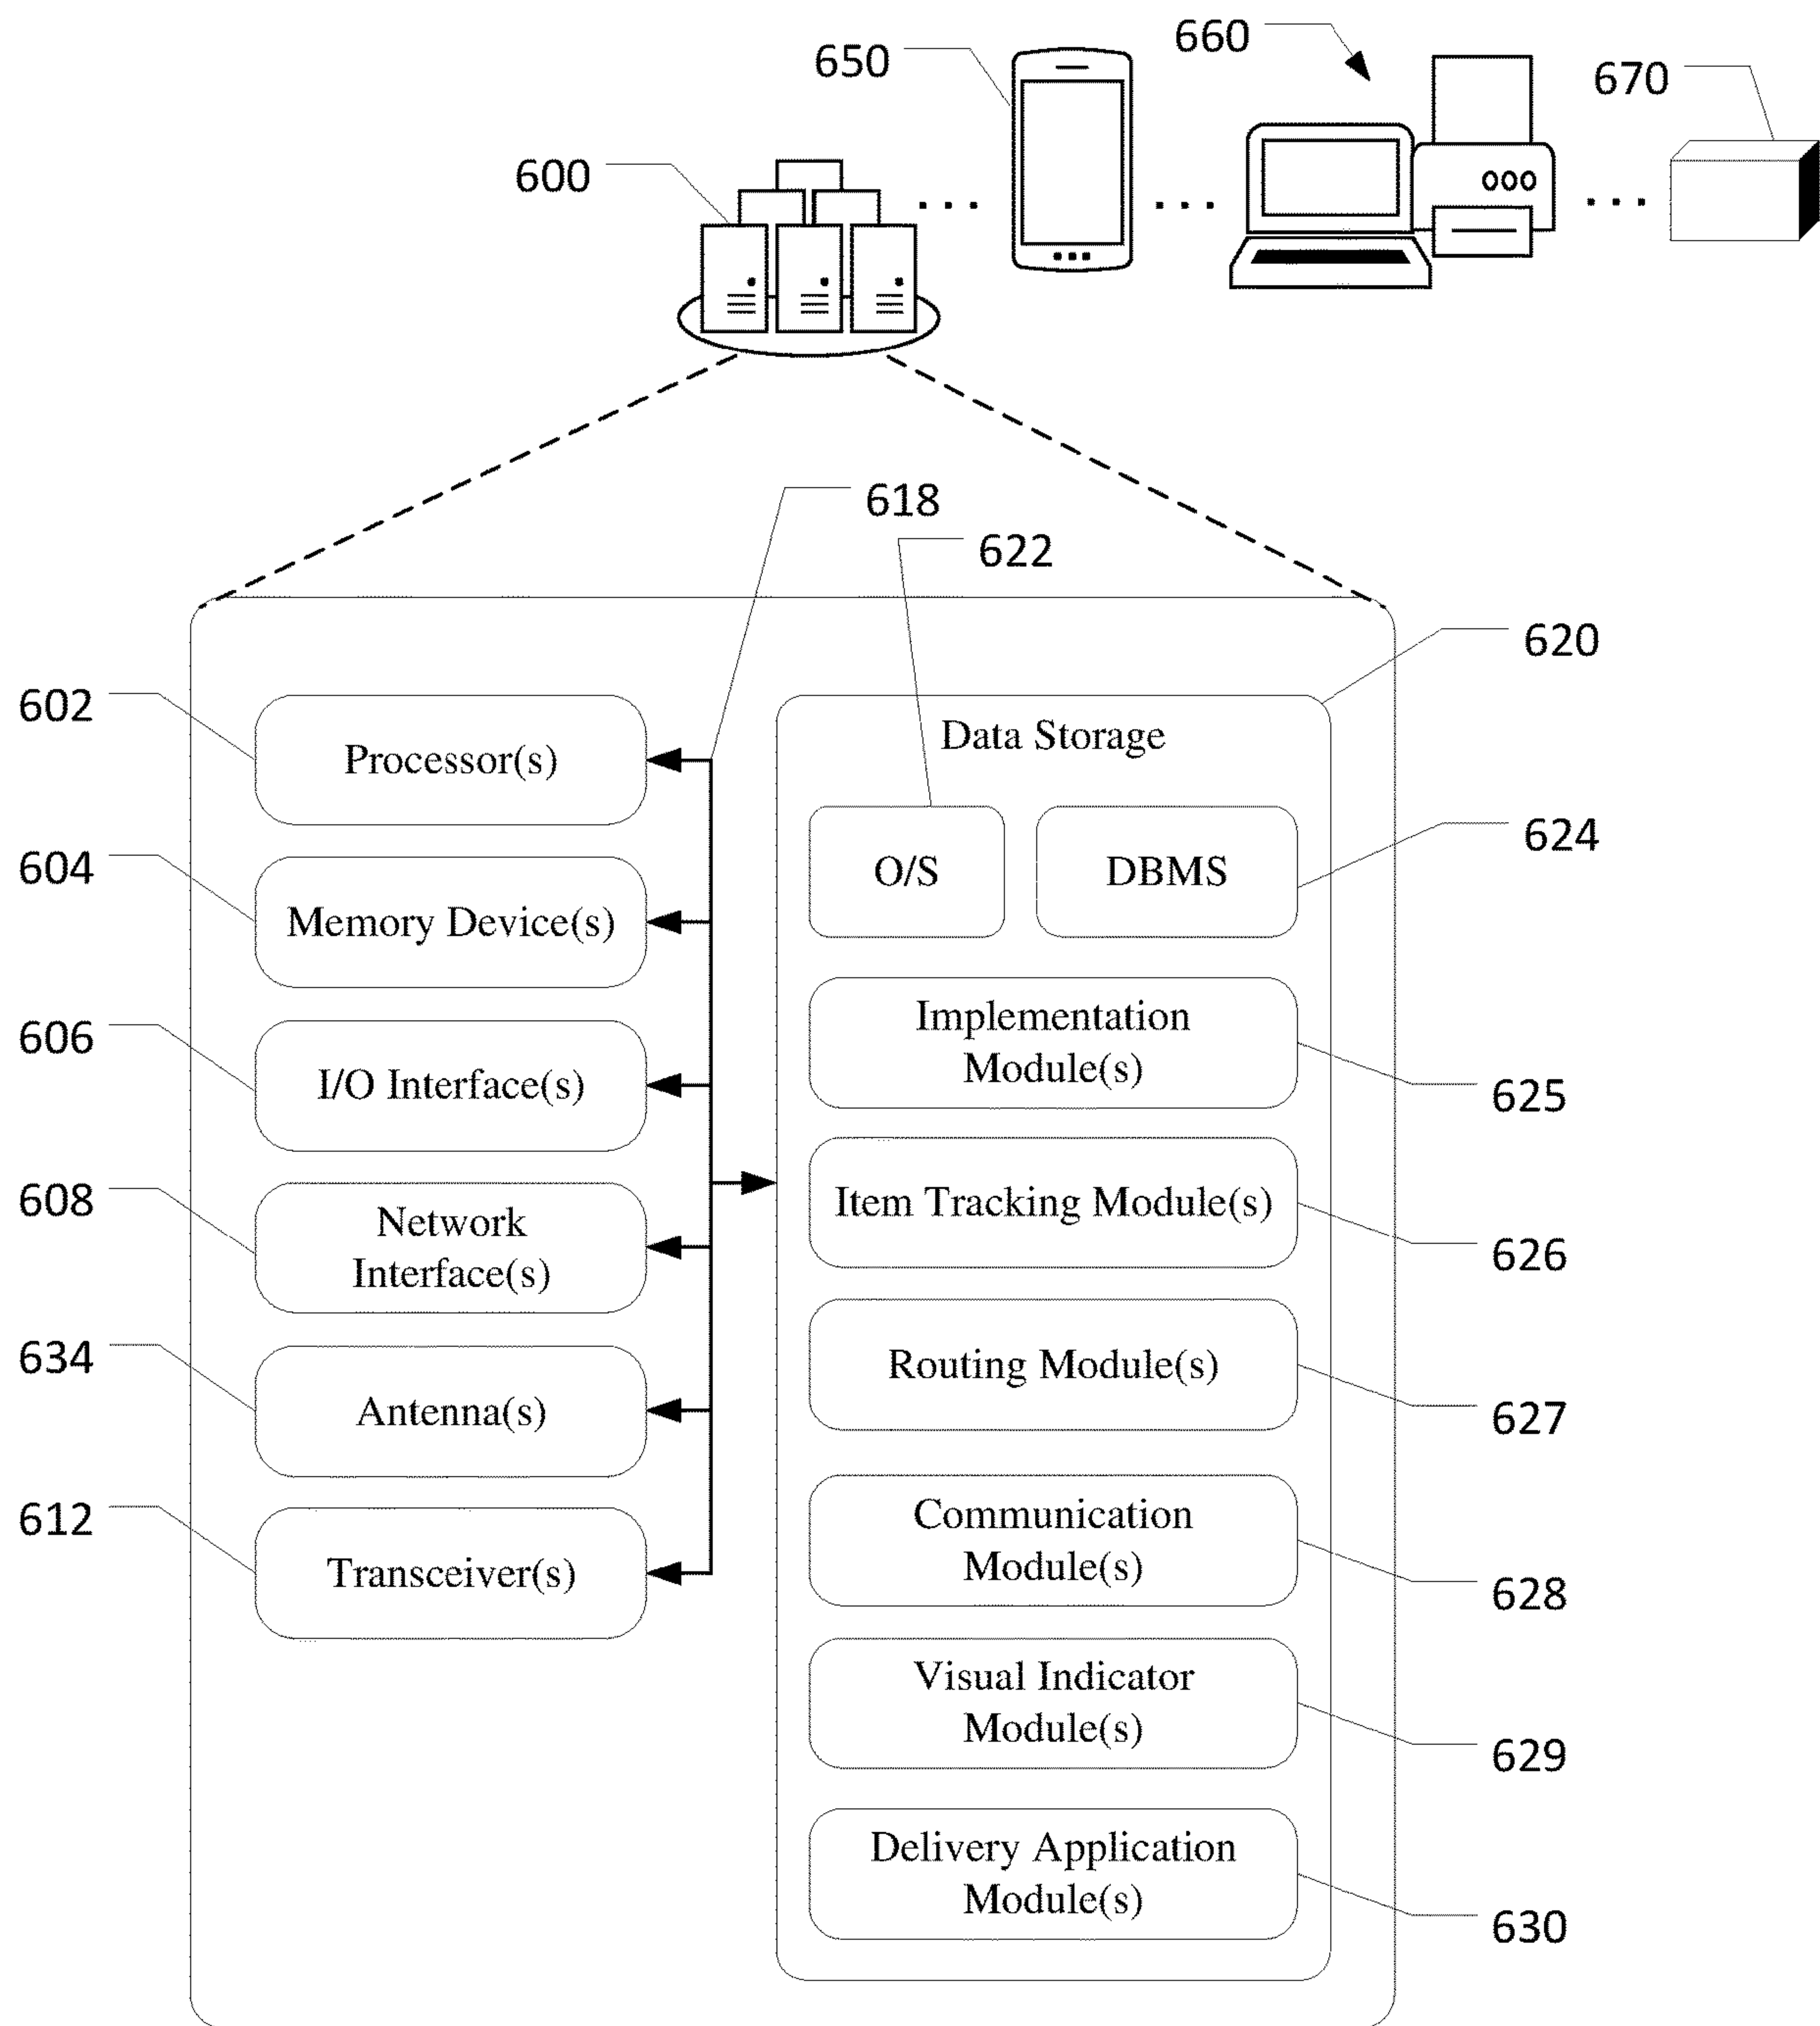 650
660
670
600
618
622
620
602
Processor(s)
Data Storage
604
Memory Device(s)
O/S
DBMS
624
606
I/O Interface(s)
Implementation
Module(s)
625
608
Network
Interface(s)
Item Tracking Module(s)
626
634
Antenna(s)
Routing Module(s)
627
612
Transceiver(s)
Communication
Module(s)
628
Visual Indicator
Module(s)
629
Delivery Application
Module(s)
630